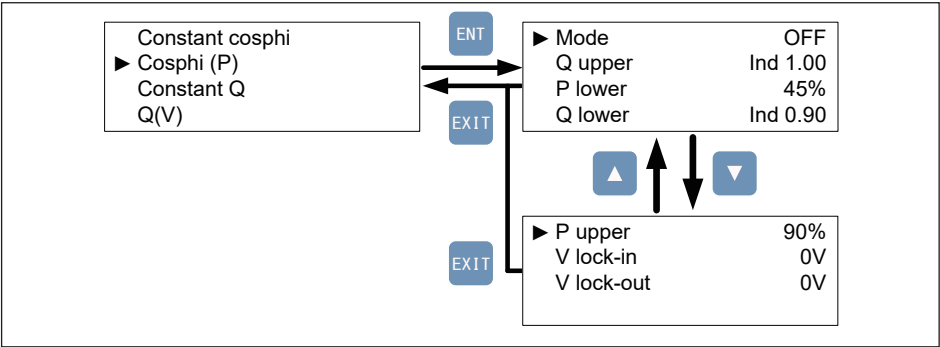 Constant cosphi
► Cosphi (P)
Constant Q
Q(V)
ENT
EXIT
► Mode OFF
Q upper Ind 1.00
P lower 45%
Q lower Ind 0.90
▲
▼
EXIT
► P upper 90%
V lock-in 0V
V lock-out 0V